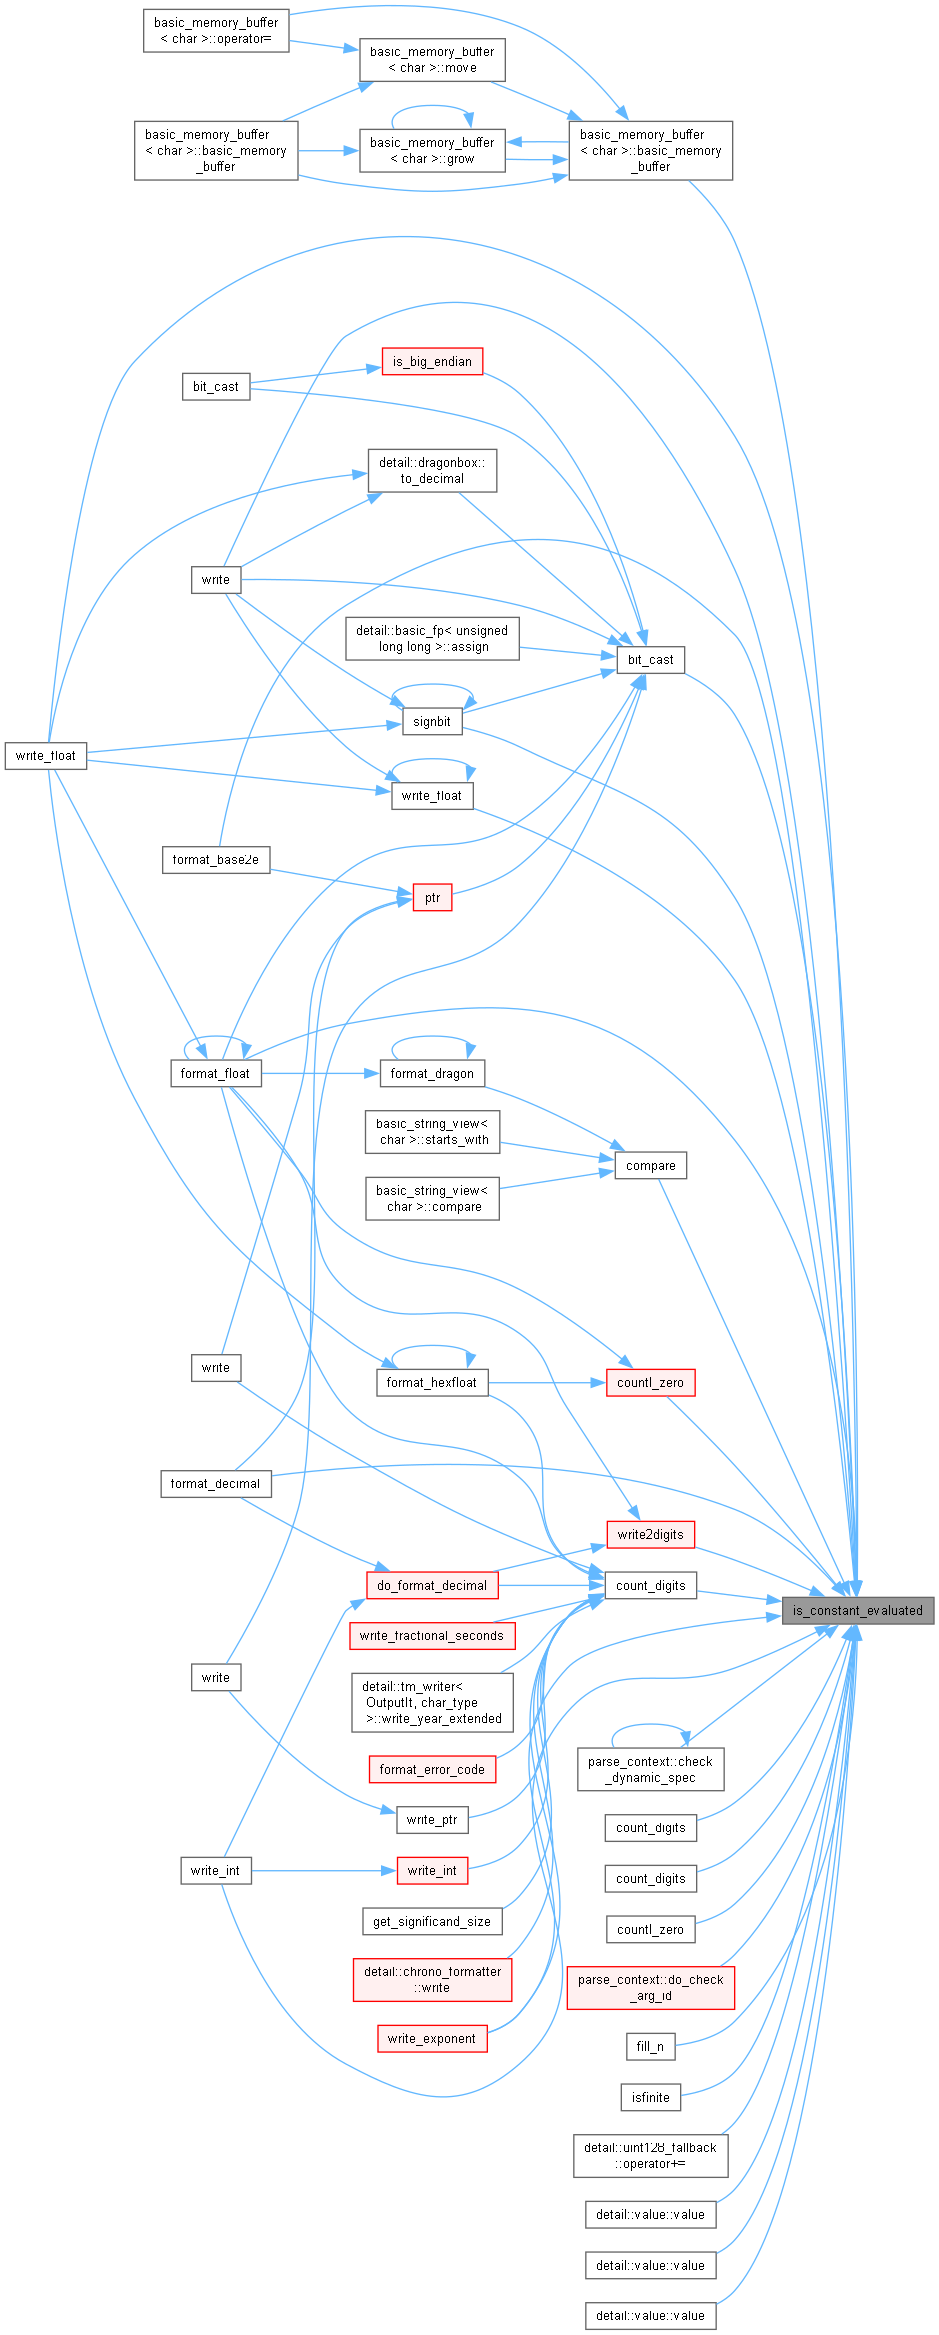 basic_memory_buffer
< char >::operator=
basic_memory_buffer
< char >::move
basic_memory_buffer
< char >::basic_memory
_buffer
basic_memory_buffer
< char >::grow
basic_memory_buffer
< char >::basic_memory
_buffer
is_big_endian
bit_cast
detail::dragonbox::
to_decimal
write
detail::basic_fp< unsigned
long long >::assign
bit_cast
signbit
write_float
write_float
format_base2e
ptr
format_float
format_dragon
basic_string_view<
char >::starts_with
compare
basic_string_view<
char >::compare
write
format_hexfloat
countl_zero
format_decimal
write2digits
do_format_decimal
count_digits
is_constant_evaluated
write_fractional_seconds
write
detail::tm_writer<
OutputIt, char_type
>::write_year_extended
format_error_code
parse_context::check
_dynamic_spec
write_ptr
count_digits
write_int
write_int
count_digits
get_significand_size
countl_zero
detail::chrono_formatter
::write
parse_context::do_check
_arg_id
write_exponent
fill_n
isfinite
detail::uint128_fallback
::operator+=
detail::value::value
detail::value::value
detail::value::value